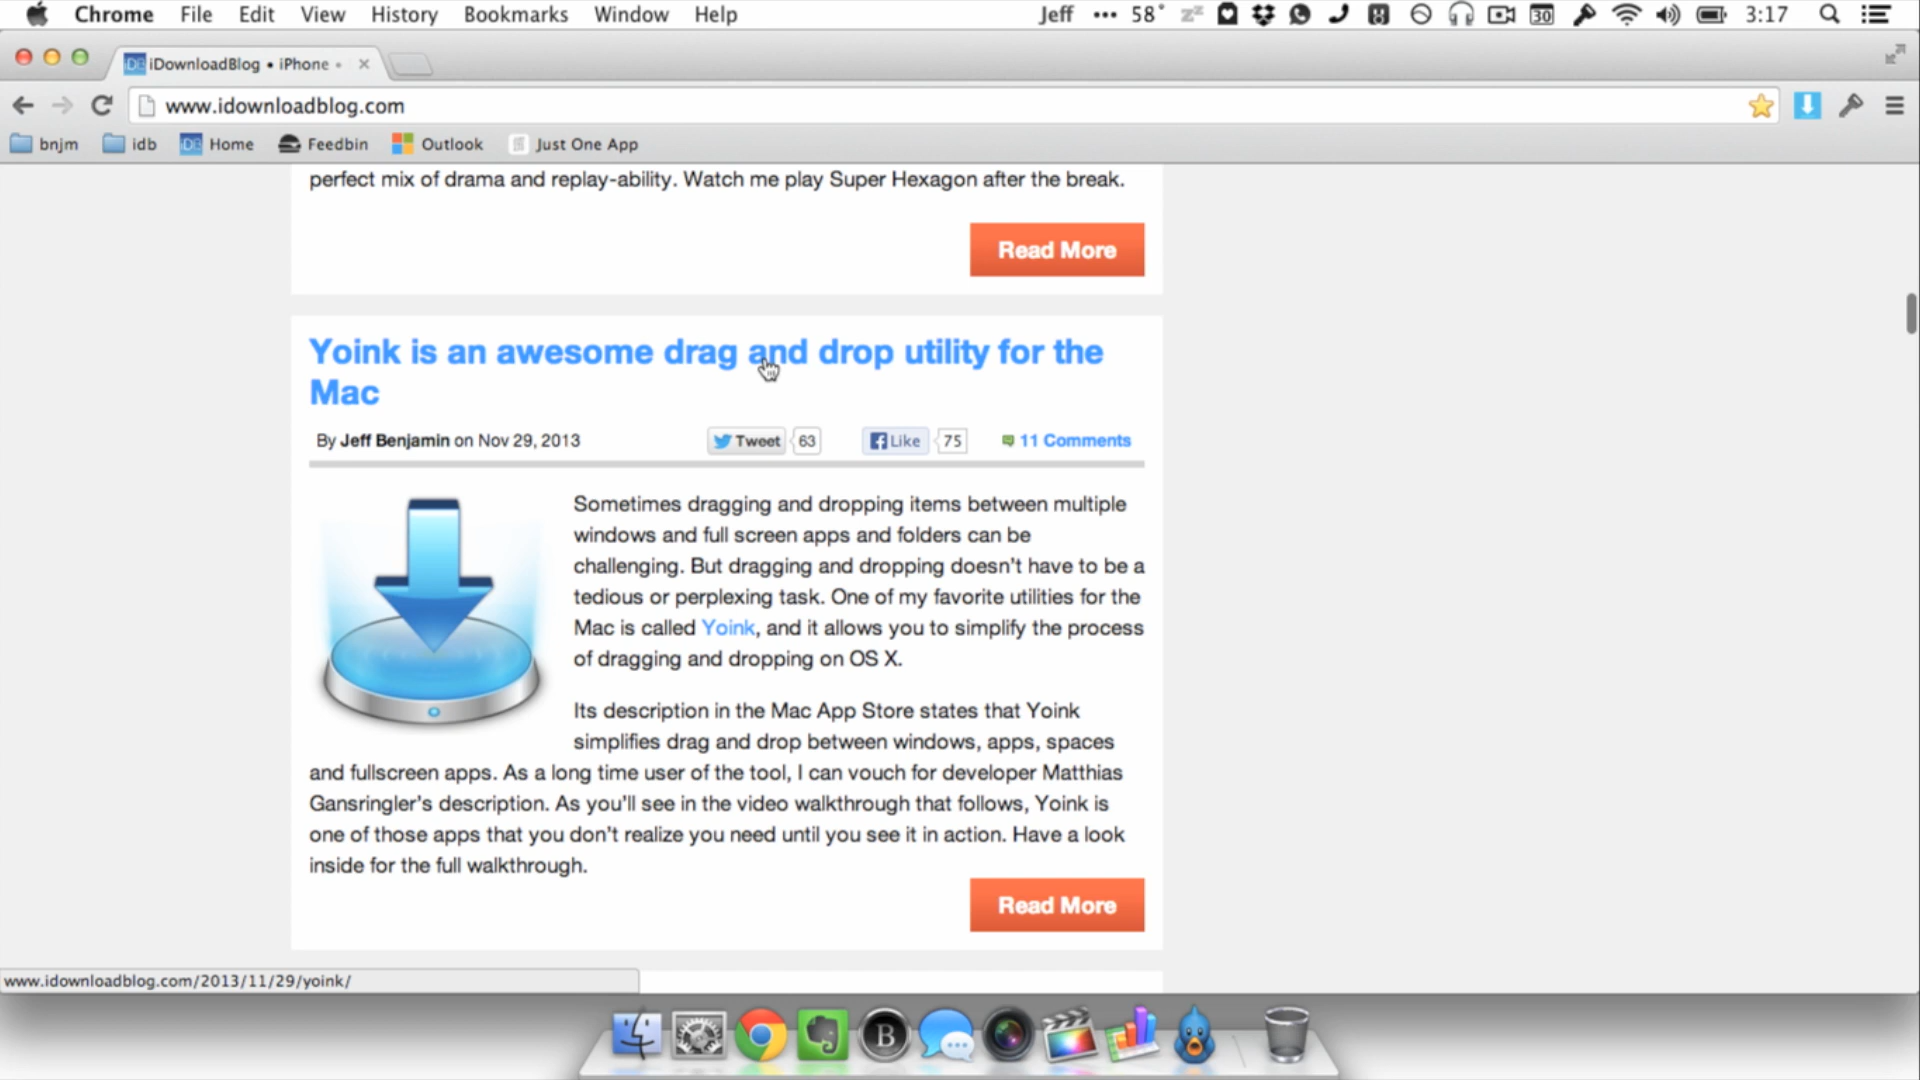 Chrome File Edit View History Bookmarks Window Help Jeff ••• 58° 30 3:17
iDownloadBlog • iPhone •
www.idownloadblog.com
bnjm idb Home Feedbin Outlook Just One App
perfect mix of drama and replay-ability. Watch me play Super Hexagon after the break.
Read More
Yoink is an awesome drag and drop utility for the
Mac
By Jeff Benjamin on Nov 29, 2013 Tweet 63 Like 75 11 Comments
Sometimes dragging and dropping items between multiple
windows and full screen apps and folders can be
challenging. But dragging and dropping doesn't have to be a
tedious or perplexing task. One of my favorite utilities for the
Mac is called Yoink, and it allows you to simplify the process
of dragging and dropping on OS X.
Its description in the Mac App Store states that Yoink
simplifies drag and drop between windows, apps, spaces
and fullscreen apps. As a long time user of the tool, I can vouch for developer Matthias
Gansringler's description. As you'll see in the video walkthrough that follows, Yoink is
one of those apps that you don't realize you need until you see it in action. Have a look
inside for the full walkthrough.
Read More
www.idownloadblog.com/2013/11/29/yoink/
B